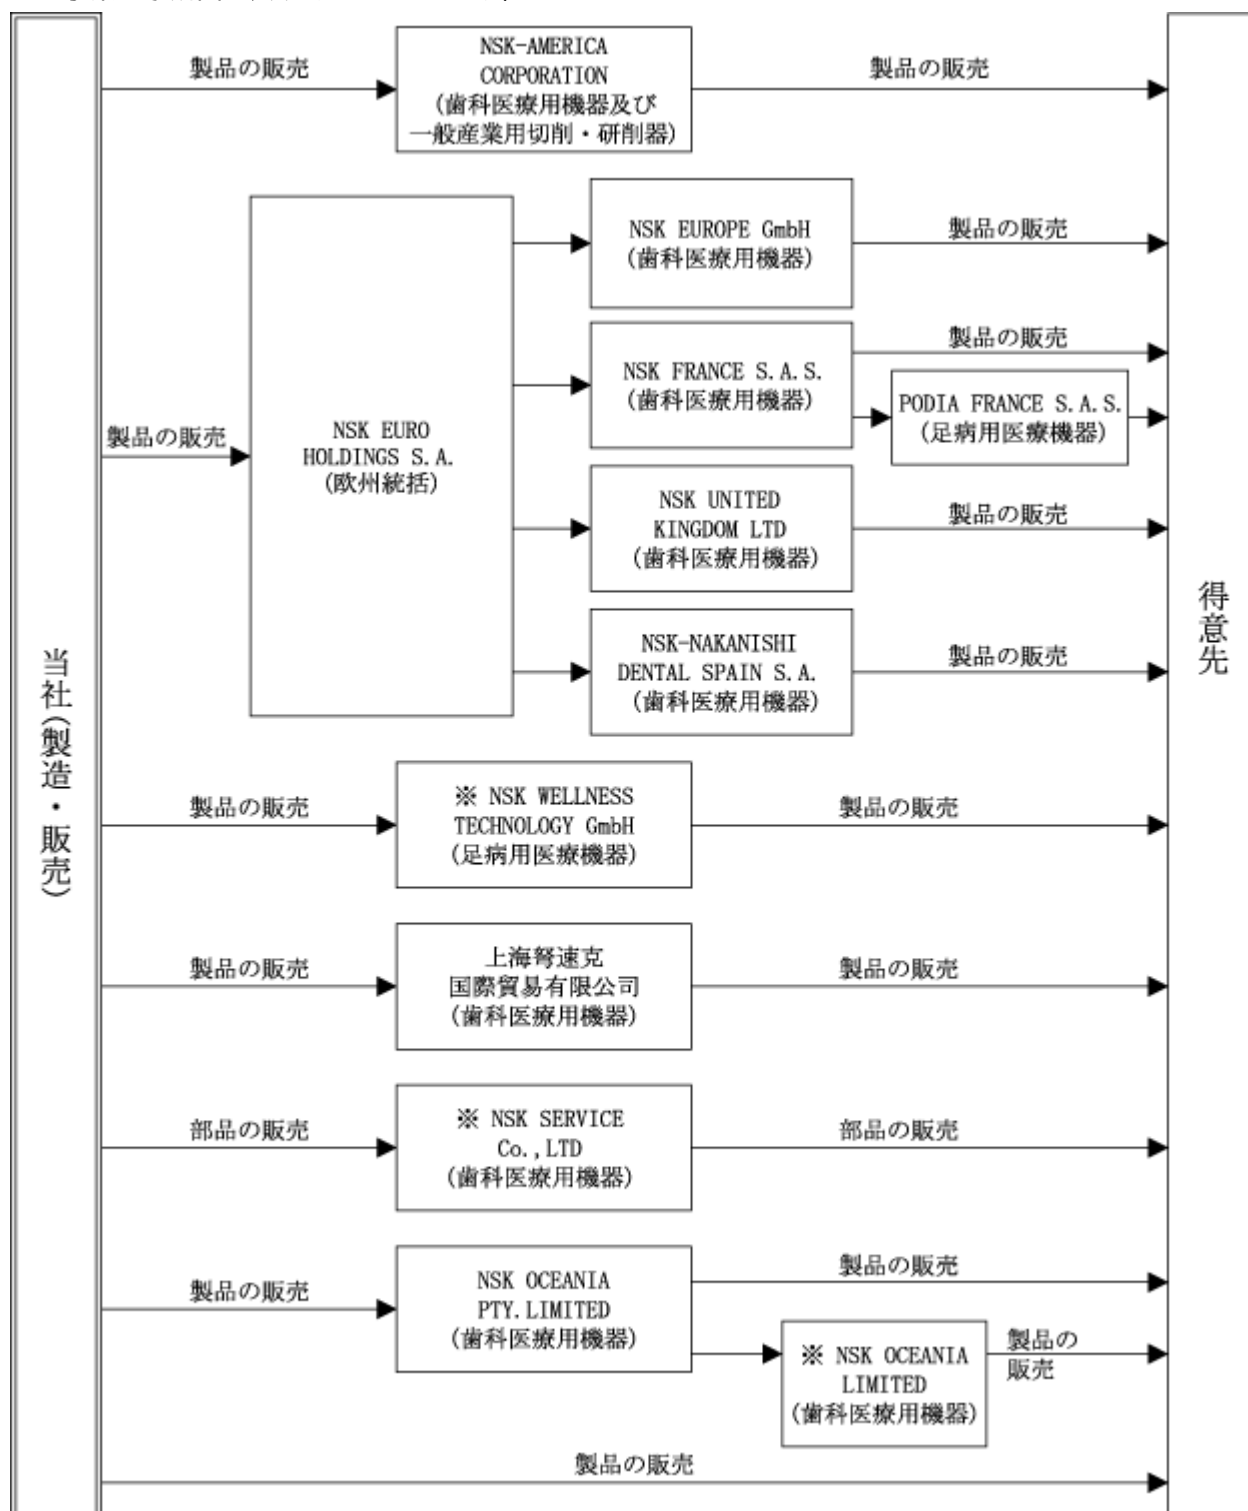 NSK-AMERICA
CORPORATION
(歯科医療用機器及び
一般産業用切削・研削器)
製品の販売
製品の販売
NSK EUROPE GmbH
(歯科医療用機器)
製品の販売
NSK FRANCE S.A.S.
(歯科医療用機器)
製品の販売
PODIA FRANCE S.A.S.
(足病用医療機器)
製品の販売
NSK EURO
HOLDINGS S.A.
(欧州統括)
NSK UNITED
KINGDOM LTD
(歯科医療用機器)
製品の販売
NSK-NAKANISHI
DENTAL SPAIN S.A.
(歯科医療用機器)
製品の販売
当社(製造・販売)
得意先
製品の販売
※ NSK WELLNESS
TECHNOLOGY GmbH
(足病用医療機器)
製品の販売
製品の販売
上海弩速克
国際貿易有限公司
(歯科医療用機器)
製品の販売
部品の販売
※ NSK SERVICE
Co.,LTD
(歯科医療用機器)
部品の販売
製品の販売
NSK OCEANIA
PTY.LIMITED
(歯科医療用機器)
製品の販売
※ NSK OCEANIA
LIMITED
(歯科医療用機器)
製品の
販売
製品の販売